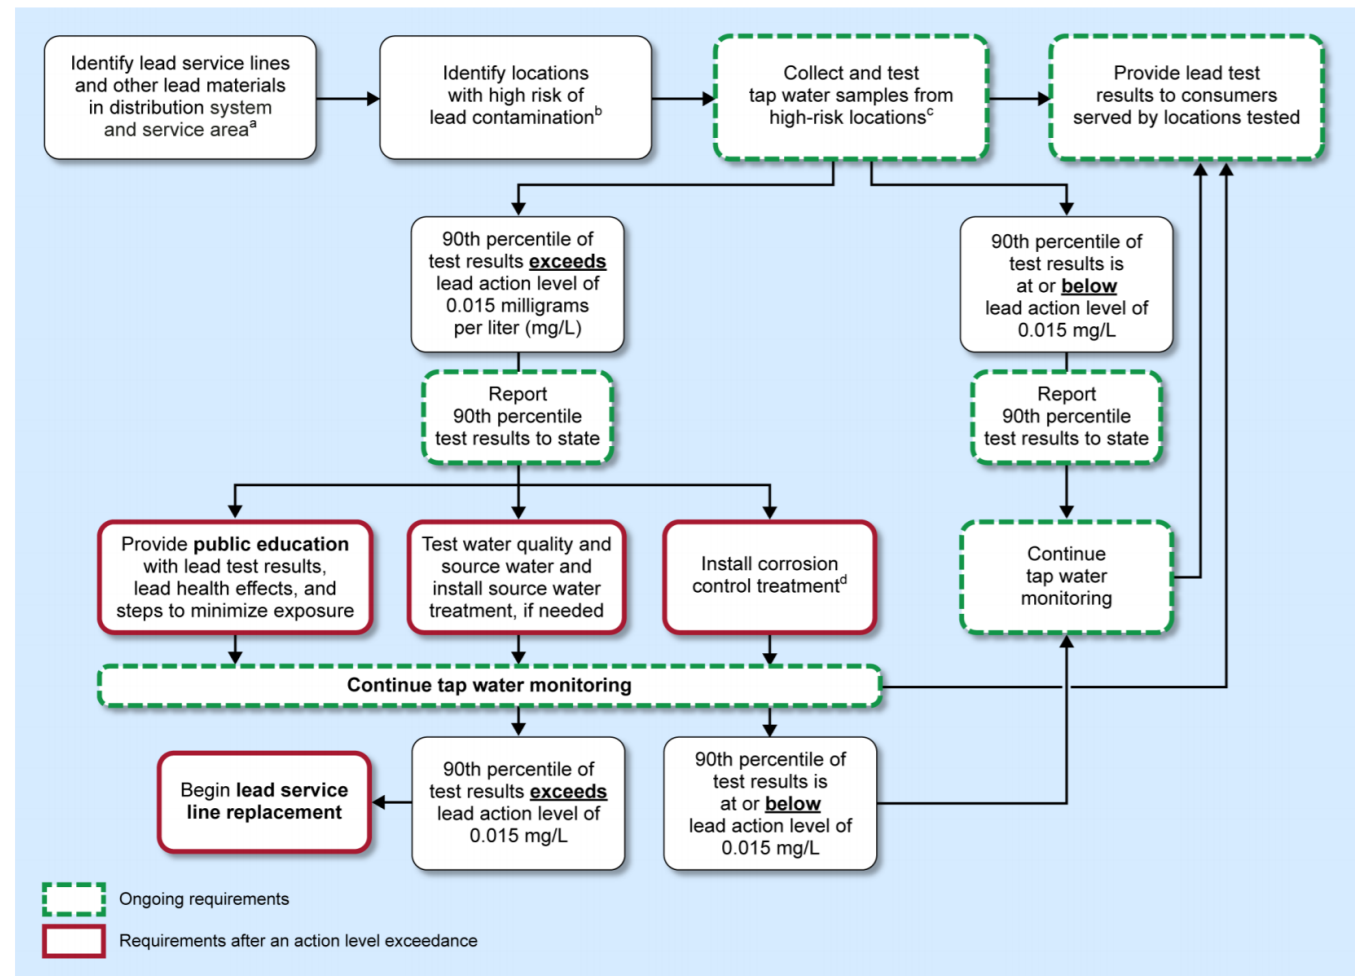 Identify lead service lines
and other lead materials
in distribution system
and service areaᵃ
Identify locations
with high risk of
lead contaminationᵇ
Collect and test
tap water samples from
high-risk locationsᶜ
Provide lead test
results to consumers
served by locations tested
90th percentile of
test results exceeds
lead action level of
0.015 milligrams
per liter (mg/L)
90th percentile of
test results is
at or below
lead action level of
0.015 mg/L
Report
90th percentile
test results to state
Report
90th percentile
test results to state
Provide public education
with lead test results,
lead health effects, and
steps to minimize exposure
Test water quality and
source water and
install source water
treatment, if needed
Install corrosion
control treatmentᵈ
Continue
tap water
monitoring
Continue tap water monitoring
Begin lead service
line replacement
90th percentile of
test results exceeds
lead action level of
0.015 mg/L
90th percentile of
test results is
at or below
lead action level of
0.015 mg/L
Ongoing requirements
Requirements after an action level exceedance